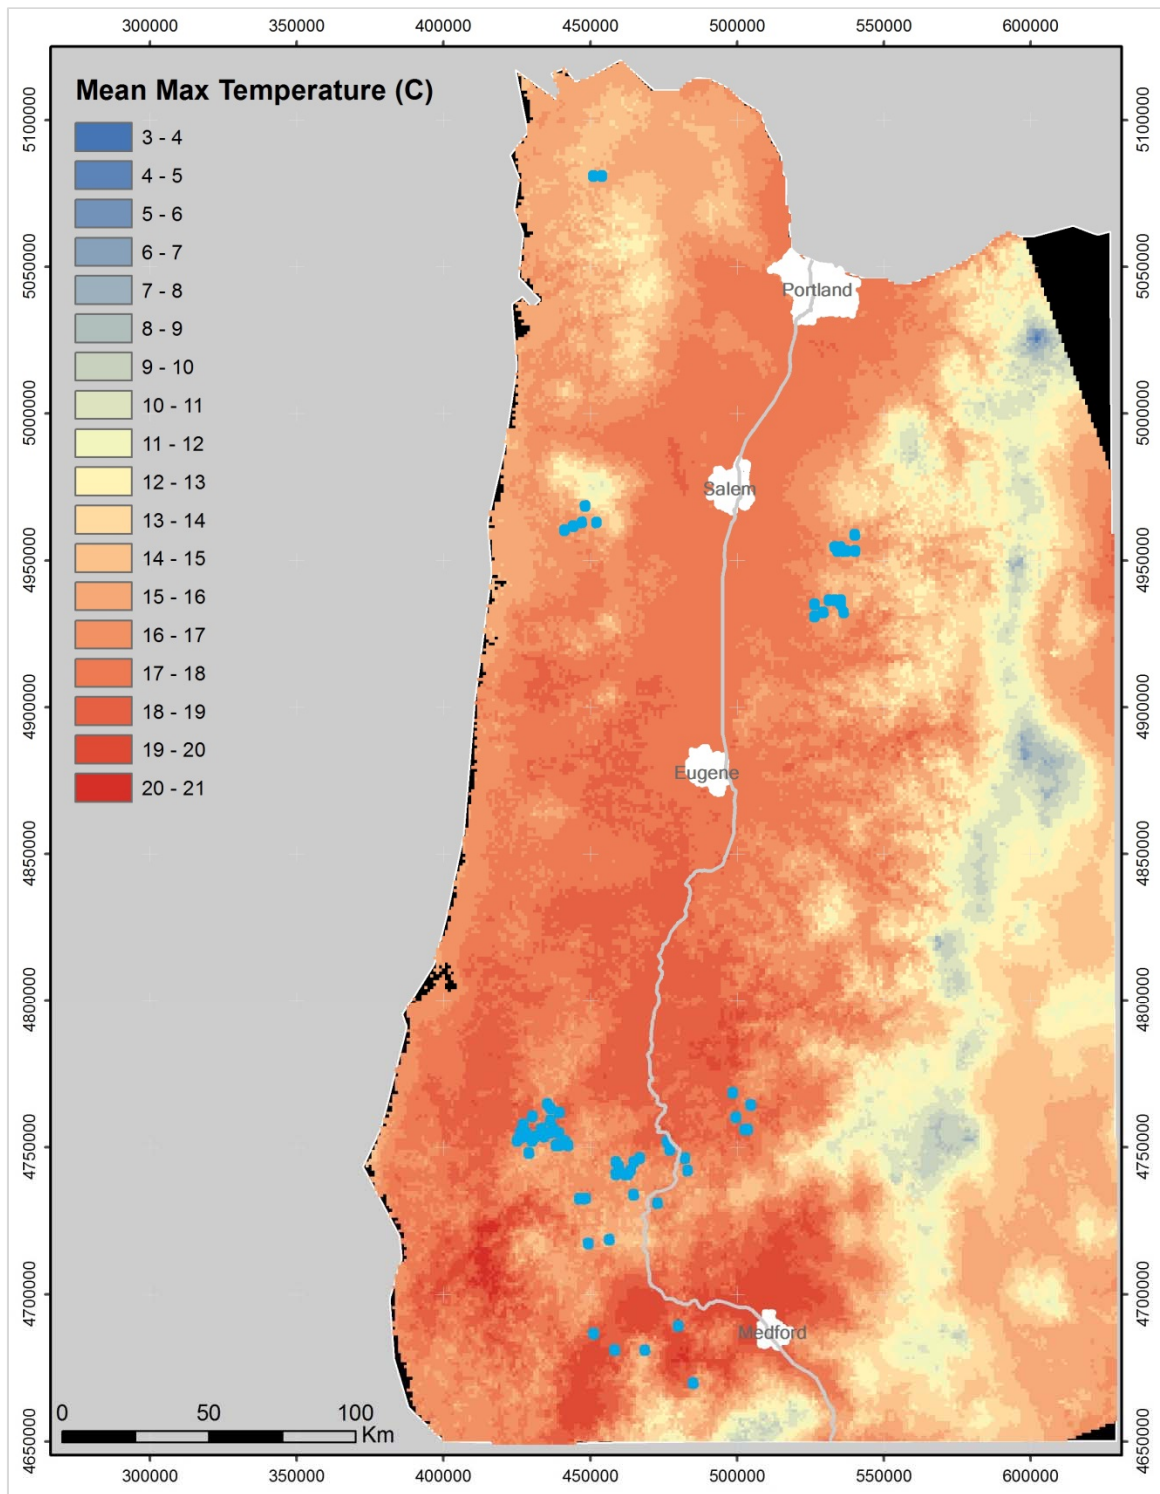 300000 350000 400000 450000 500000 550000 600000
Mean Max Temperature (C)
3 - 4
4 - 5
5 - 6
6 - 7
7 - 8
8 - 9
9 - 10
10 - 11
11 - 12
12 - 13
13 - 14
14 - 15
15 - 16
16 - 17
17 - 18
18 - 19
19 - 20
20 - 21
5100000
5050000
5000000
4950000
4900000
4850000
4800000
4750000
4700000
4650000
Portland
Salem
Eugene
Medford
5100000
5050000
5000000
4950000
4900000
4850000
4800000
4750000
4700000
4650000
0 50 100
Km
300000 350000 400000 450000 500000 550000 600000